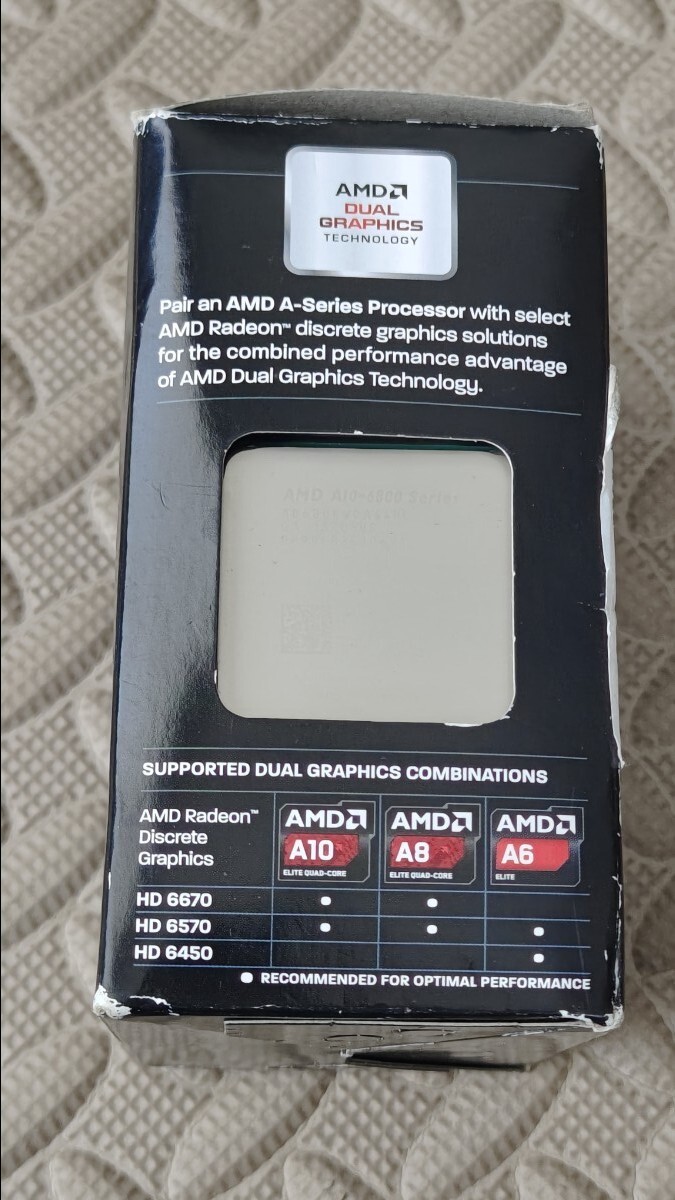 AMD
DUAL
GRAPHICS
TECHNOLOGY
Pair an AMD A-Series Processor with select
AMD Radeon™ discrete graphics solutions
for the combined performance advantage
of AMD Dual Graphics Technology.
AMD A10-6800 Series
SUPPORTED DUAL GRAPHICS COMBINATIONS
AMD Radeon™
Discrete
Graphics
AMD
A10
ELITE QUAD-CORE
AMD
A8
ELITE QUAD-CORE
AMD
A6
ELITE
HD 6670 • •
HD 6570 • • •
HD 6450 •
• RECOMMENDED FOR OPTIMAL PERFORMANCE